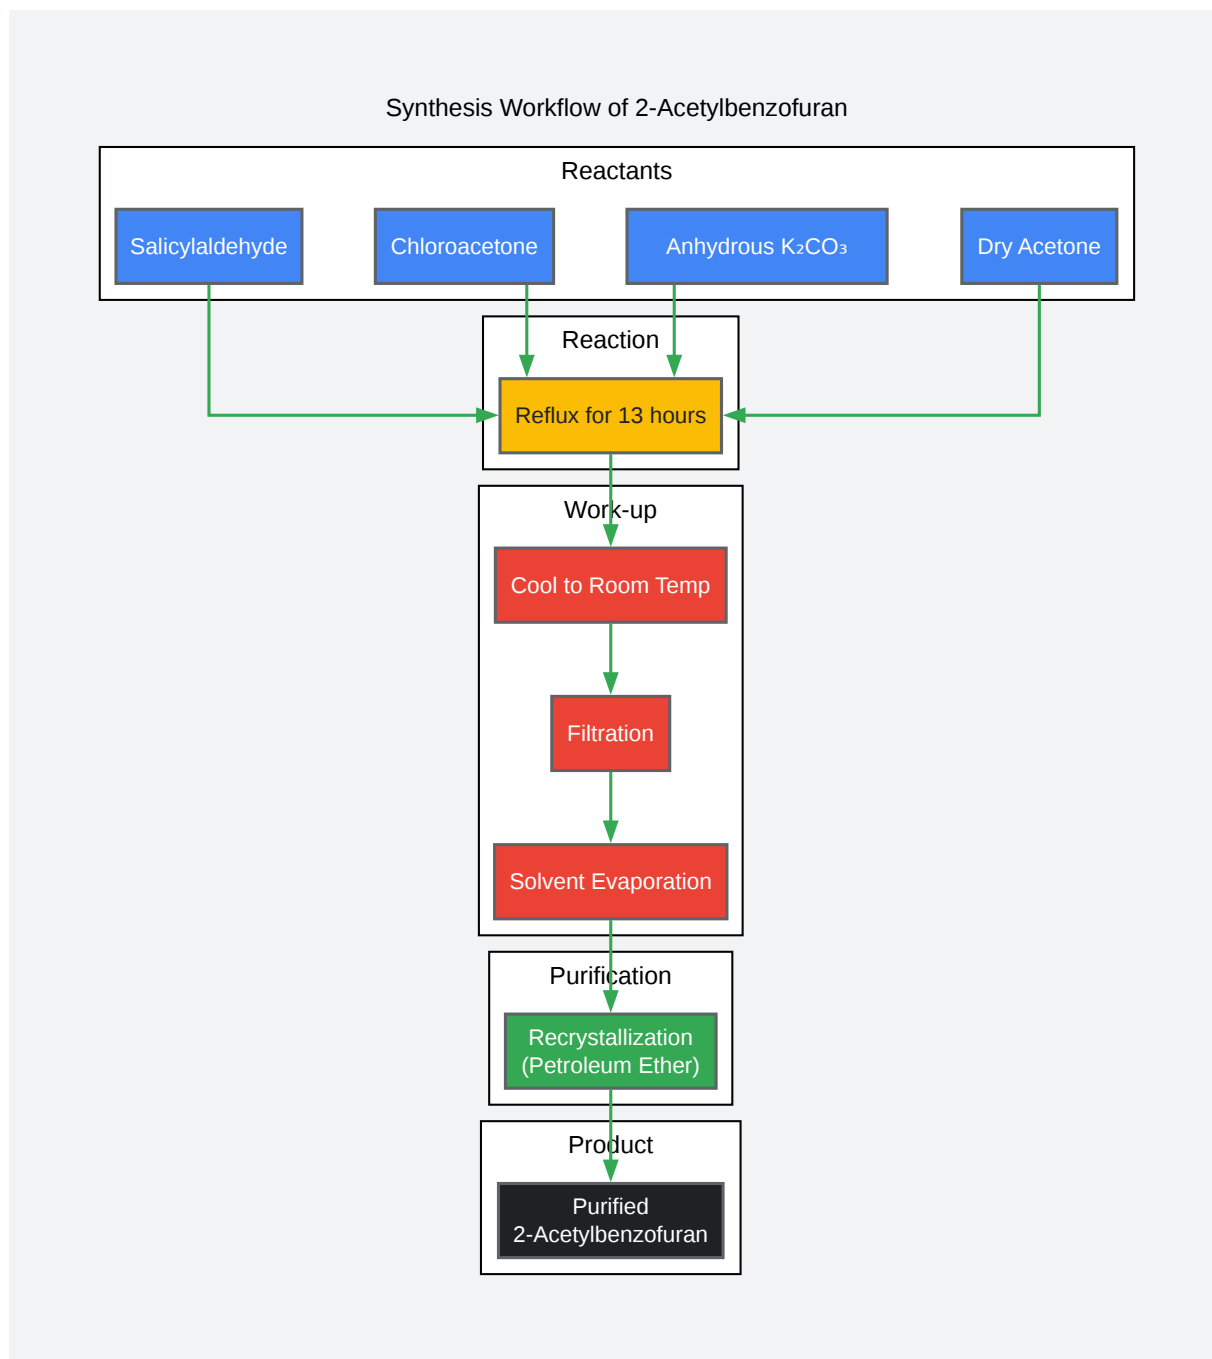 Synthesis Workflow of 2-Acetylbenzofuran
Reactants
Salicylaldehyde
Chloroacetone
Anhydrous K₂CO₃
Dry Acetone
Reaction
Reflux for 13 hours
Work-up
Cool to Room Temp
Filtration
Solvent Evaporation
Purification
Recrystallization
(Petroleum Ether)
Product
Purified
2-Acetylbenzofuran